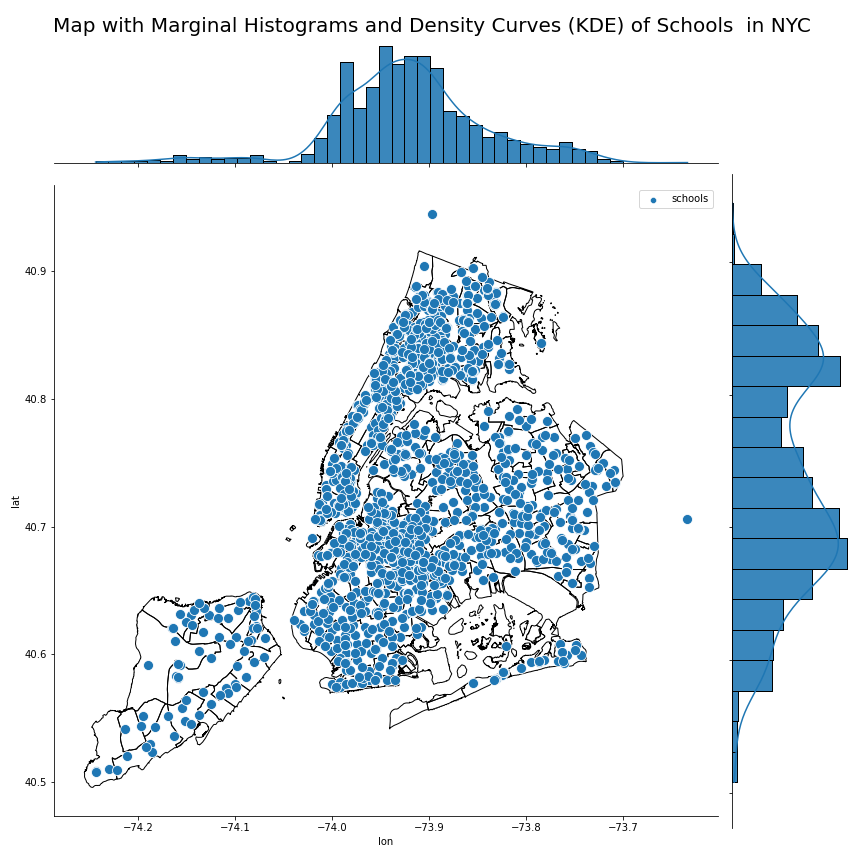 Map with Marginal Histograms and Density Curves (KDE) of Schools  in NYC
schools
40.9
40.8
40.7
40.6
40.5
lat
−74.2 −74.1 −74.0 −73.9 −73.8 −73.7
lon